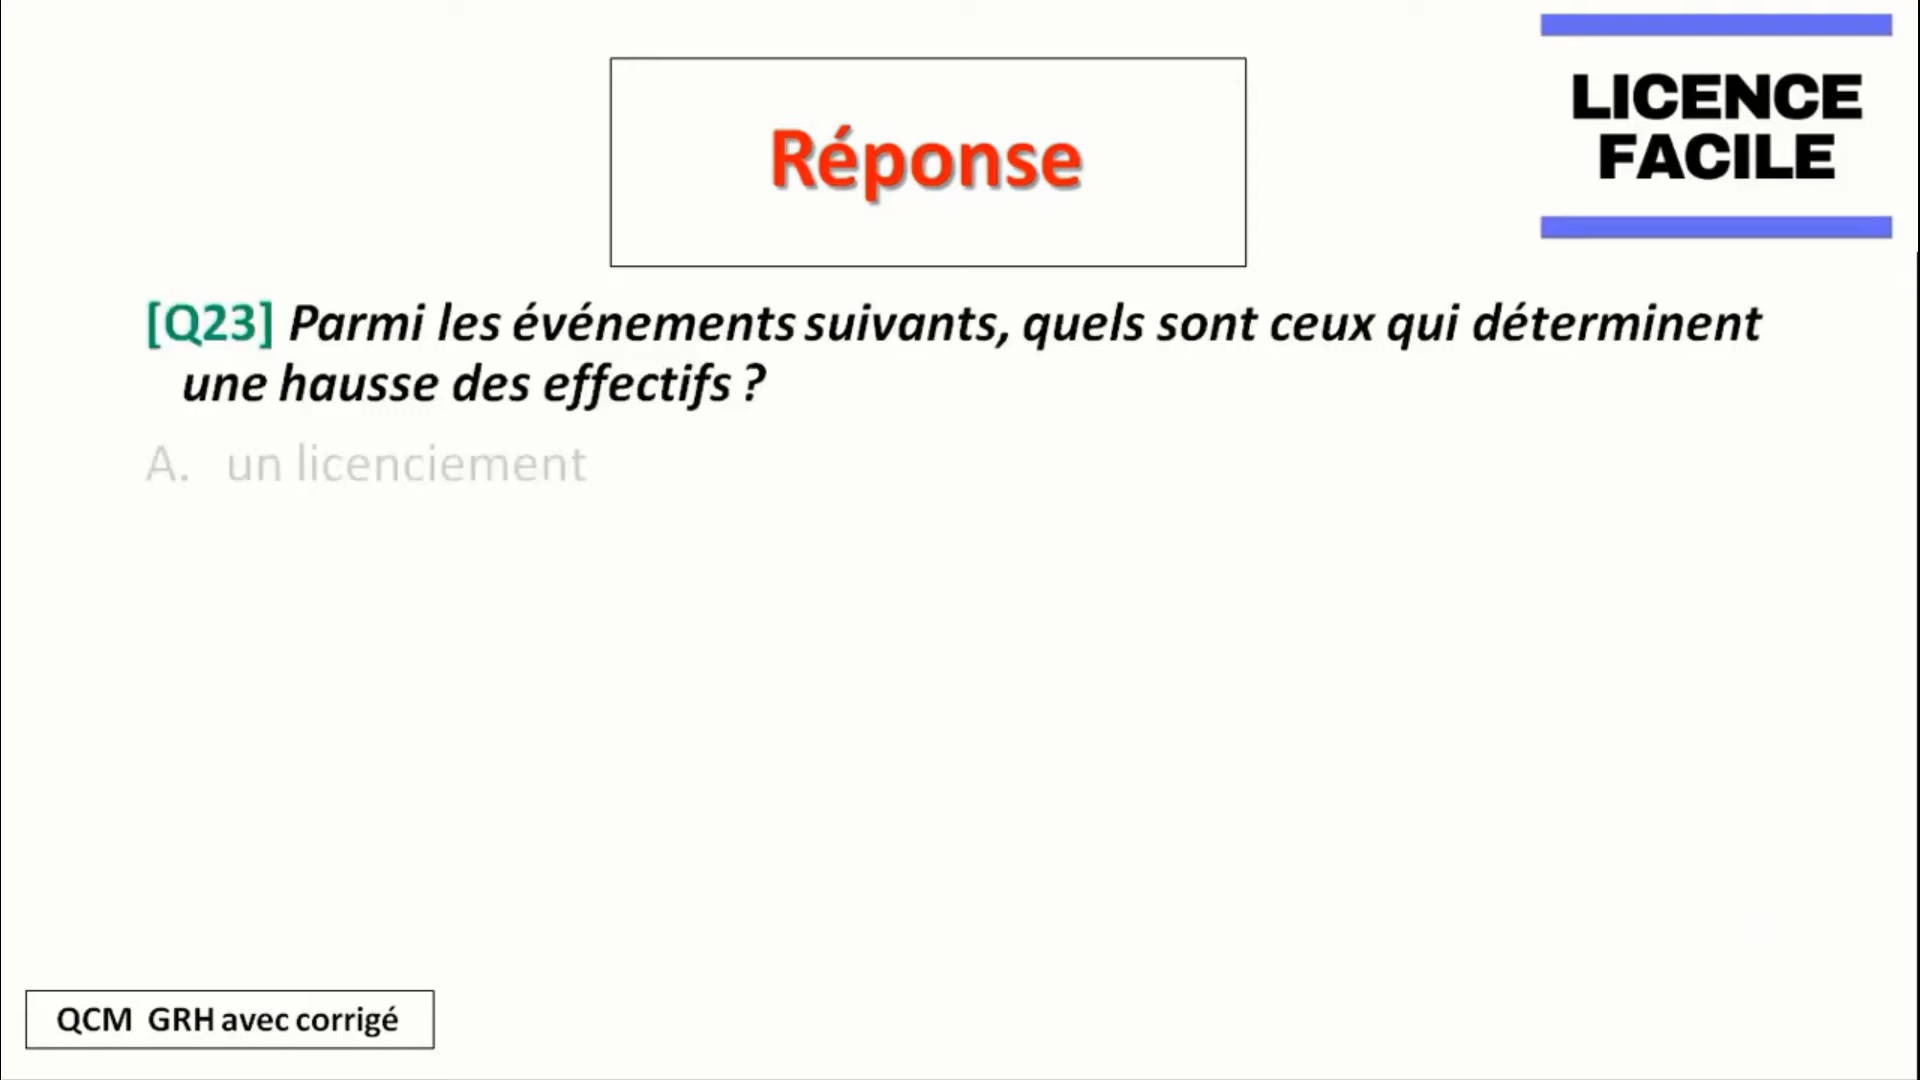 Réponse
LICENCE
FACILE
[Q23] Parmi les événements suivants, quels sont ceux qui déterminent
une hausse des effectifs ?
A. un licenciement
QCM GRH avec corrigé